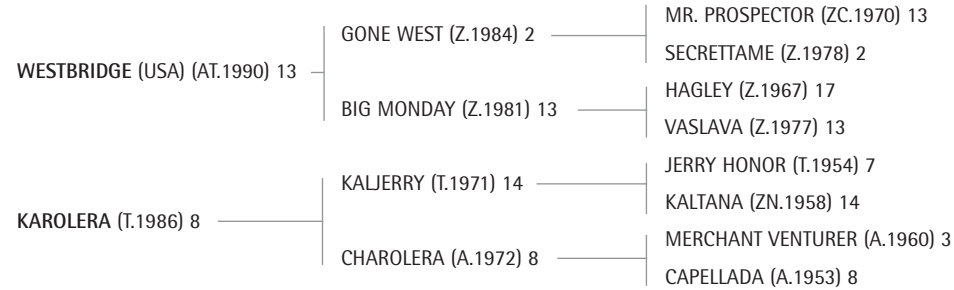 MR. PROSPECTOR (ZC.1970) 13
GONE WEST (Z.1984) 2
SECRETTAME (Z.1978) 2
WESTBRIDGE (USA) (AT.1990) 13
HAGLEY (Z.1967) 17
BIG MONDAY (Z.1981) 13
VASLAVA (Z.1977) 13
JERRY HONOR (T.1954) 7
KALJERRY (T.1971) 14
KALTANA (ZN.1958) 14
KAROLERA (T.1986) 8
MERCHANT VENTURER (A.1960) 3
CHAROLERA (A.1972) 8
CAPELLADA (A.1953) 8